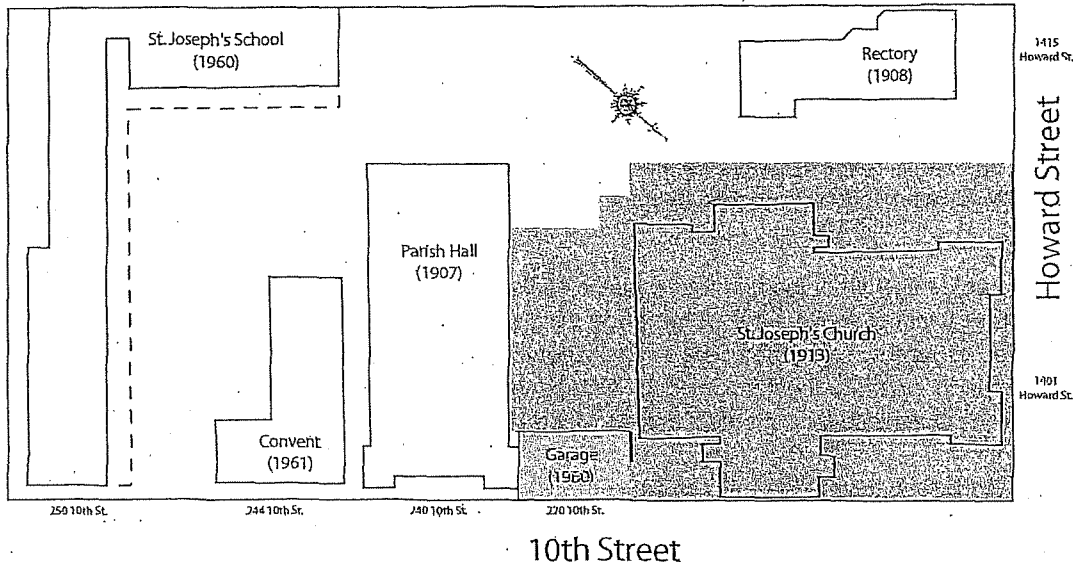 St. Joseph's School
(1960)
Rectory
(1908)
1415
Howard St.
Howard Street
Parish Hall
(1907)
St. Joseph's Church
(1913)
1401
Howard St.
Convent
(1961)
Garage
(1960)
250 10th St.
244 10th St.
240 10th St.
220 10th St.
10th Street